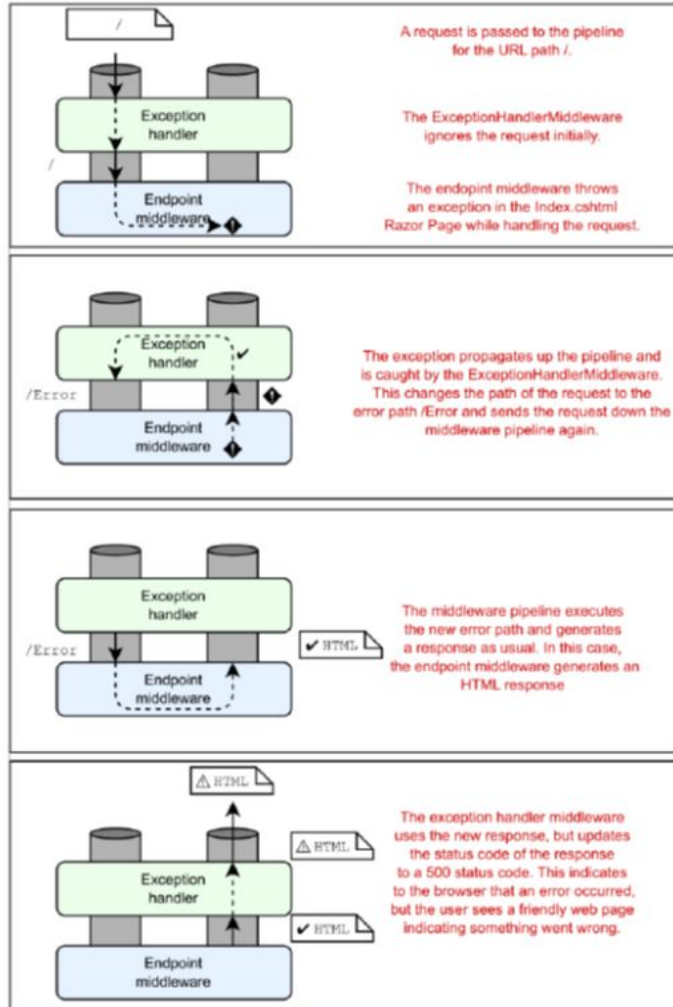 /
A request is passed to the pipeline
for the URL path /.
Exception
handler
The ExceptionHandlerMiddleware
ignores the request initially.
/
Endpoint
middleware
The endopint middleware throws
an exception in the Index.cshtml
Razor Page while handling the request.
Exception
handler
/Error
Endpoint
middleware
The exception propagates up the pipeline and
is caught by the ExceptionHandlerMiddleware.
This changes the path of the request to the
error path /Error and sends the request down the
middleware pipeline again.
Exception
handler
/Error
Endpoint
middleware
✔ HTML
The middleware pipeline executes
the new error path and generates
a response as usual. In this case,
the endpoint middleware generates an
HTML response
⚠ HTML
⚠ HTML
Exception
handler
✔ HTML
Endpoint
middleware
The exception handler middleware
uses the new response, but updates
the status code of the response
to a 500 status code. This indicates
to the browser that an error occurred,
but the user sees a friendly web page
indicating something went wrong.